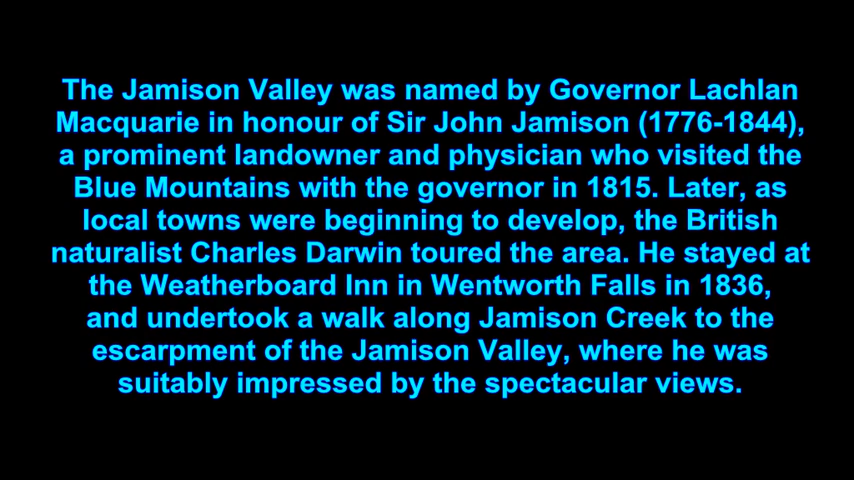 The Jamison Valley was named by Governor Lachlan
Macquarie in honour of Sir John Jamison (1776-1844),
a prominent landowner and physician who visited the
Blue Mountains with the governor in 1815. Later, as
local towns were beginning to develop, the British
naturalist Charles Darwin toured the area. He stayed at
the Weatherboard Inn in Wentworth Falls in 1836,
and undertook a walk along Jamison Creek to the
escarpment of the Jamison Valley, where he was
suitably impressed by the spectacular views.